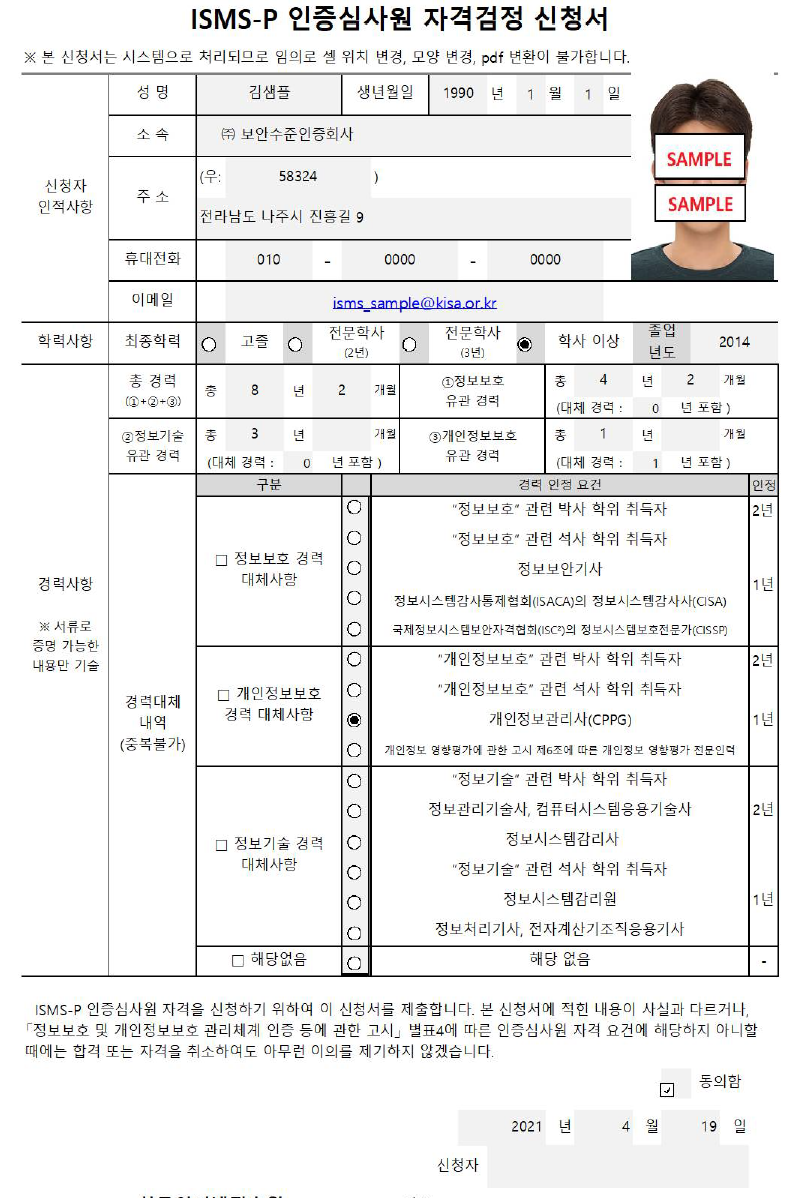 ISMS-P 인증심사원 자격검정 신청서
※ 본 신청서는 시스템으로 처리되므로 임의로 셀 위치 변경, 모양 변경, pdf 변환이 불가합니다.
신청자
인적사항
성 명 김샘플 생년월일 1990 년 1 월 1 일
소 속 ㈜ 보안수준인증회사
주 소 (우: 58324 )
전라남도 나주시 진흥길 9
휴대전화 010 - 0000 - 0000
이메일 isms_sample@kisa.or.kr
SAMPLE
SAMPLE
학력사항 최종학력 고졸 전문학사 (2년) 전문학사 (3년) 학사 이상 졸업 년도 2014
경력사항
※ 서류로
증명 가능한
내용만 기술
총 경력 (①+②+③) 총 8 년 2 개월
①정보보호 유관 경력 총 4 년 2 개월
(대체 경력 : 0 년 포함 )
②정보기술 유관 경력 총 3 년 개월
(대체 경력 : 0 년 포함 )
③개인정보보호 유관 경력 총 1 년 개월
(대체 경력 : 1 년 포함 )
경력대체
내역
(중복불가)
구분 경력 인정 요건 인정
□ 정보보호 경력
대체사항
"정보보호" 관련 박사 학위 취득자 2년
"정보보호" 관련 석사 학위 취득자
정보보안기사
1년
정보시스템감사통제협회(ISACA)의 정보시스템감사사(CISA)
국제정보시스템보안자격협회(ISC²)의 정보시스템보호전문가(CISSP)
□ 개인정보보호
경력 대체사항
"개인정보보호" 관련 박사 학위 취득자 2년
"개인정보보호" 관련 석사 학위 취득자
개인정보관리사(CPPG) 1년
개인정보 영향평가에 관한 고시 제6조에 따른 개인정보 영향평가 전문인력
□ 정보기술 경력
대체사항
"정보기술" 관련 박사 학위 취득자
정보관리기술사, 컴퓨터시스템응용기술사 2년
정보시스템감리사
"정보기술" 관련 석사 학위 취득자
정보시스템감리원 1년
정보처리기사, 전자계산기조직응용기사
□ 해당없음 해당 없음 -
ISMS-P 인증심사원 자격을 신청하기 위하여 이 신청서를 제출합니다. 본 신청서에 적힌 내용이 사실과 다르거나,
「정보보호 및 개인정보보호 관리체계 인증 등에 관한 고시」 별표4에 따른 인증심사원 자격 요건에 해당하지 아니할
때에는 합격 또는 자격을 취소하여도 아무런 이의를 제기하지 않겠습니다.
동의함
2021 년 4 월 19 일
신청자